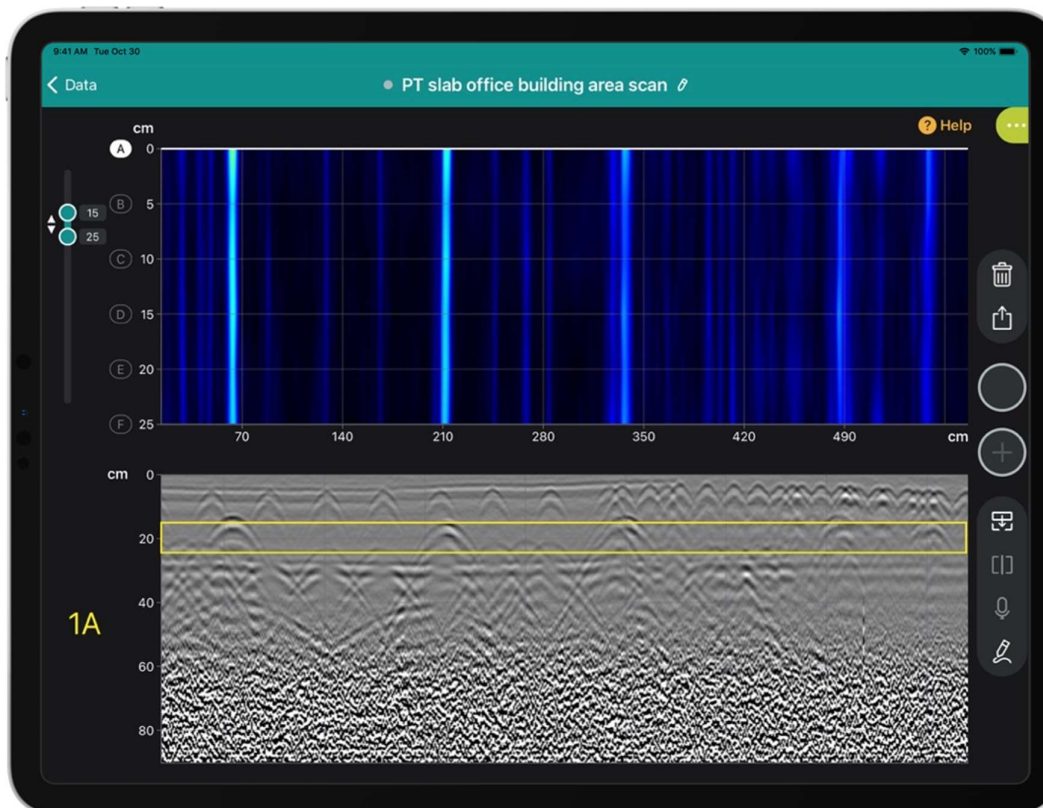 9:41 AM Tue Oct 30
100%
Data
PT slab office building area scan
? Help
cm
A 0
B 5
C 10
D 15
E 20
F 25
15
25
70 140 210 280 350 420 490 cm
cm 0
20
40
60
80
1A